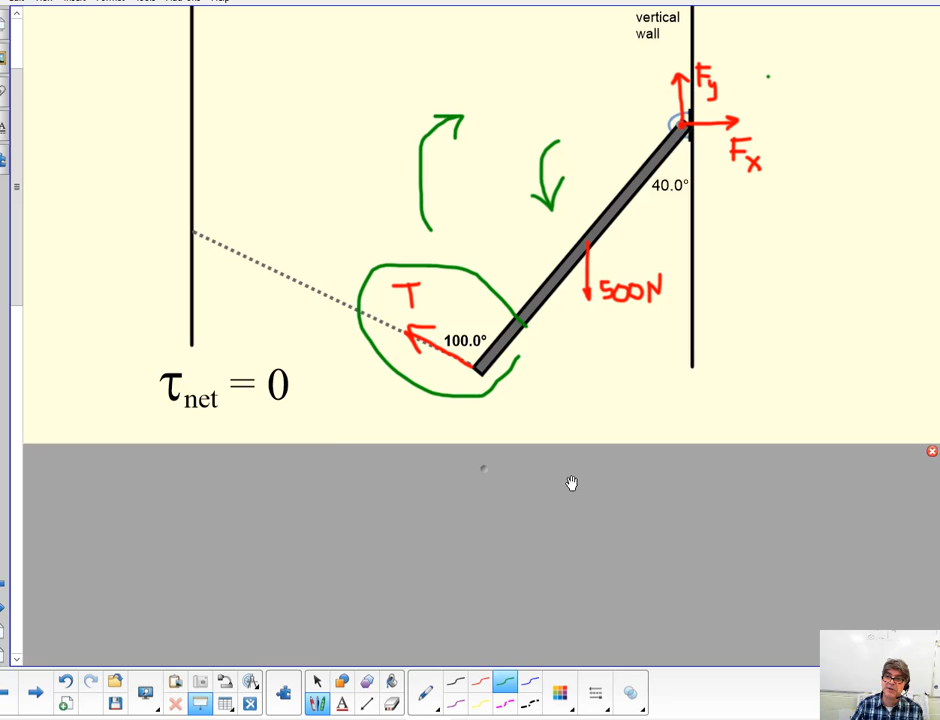 vertical
wall
Fy
Fx
40.0°
500N
T
100.0°
τnet = 0